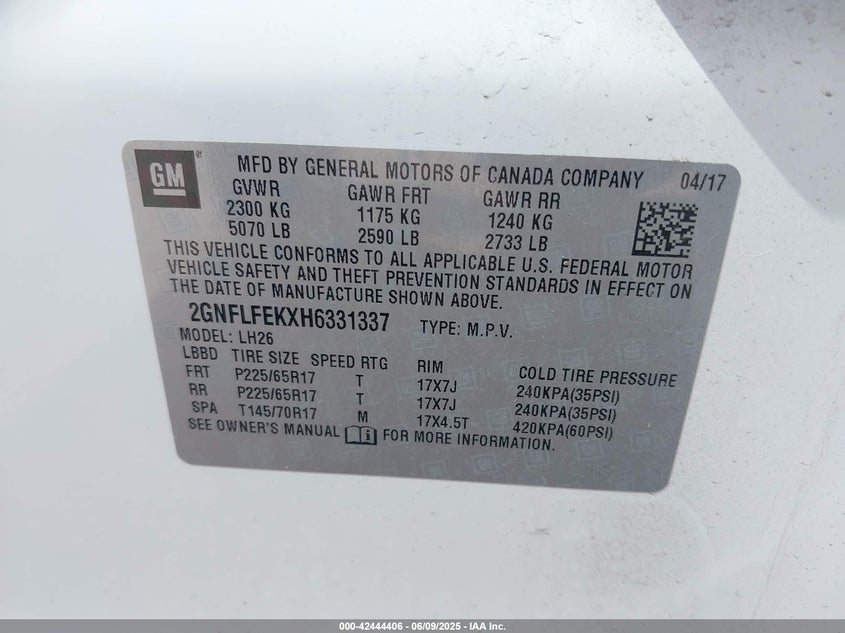 GM ® MFD BY GENERAL MOTORS OF CANADA COMPANY 04/17
GVWR GAWR FRT GAWR RR
2300 KG 1175 KG 1240 KG
5070 LB 2590 LB 2733 LB
THIS VEHICLE CONFORMS TO ALL APPLICABLE U.S. FEDERAL MOTOR
VEHICLE SAFETY AND THEFT PREVENTION STANDARDS IN EFFECT ON
THE DATE OF MANUFACTURE SHOWN ABOVE.
2GNFLFEKXH6331337 TYPE: M.P.V.
MODEL: LH26
LBBD TIRE SIZE SPEED RTG RIM COLD TIRE PRESSURE
FRT P225/65R17 T 17X7J 240KPA(35PSI)
RR P225/65R17 T 17X7J 240KPA(35PSI)
SPA T145/70R17 M 17X4.5T 420KPA(60PSI)
SEE OWNER'S MANUAL FOR MORE INFORMATION.
000-42444406 - 06/09/2025 - IAA Inc.